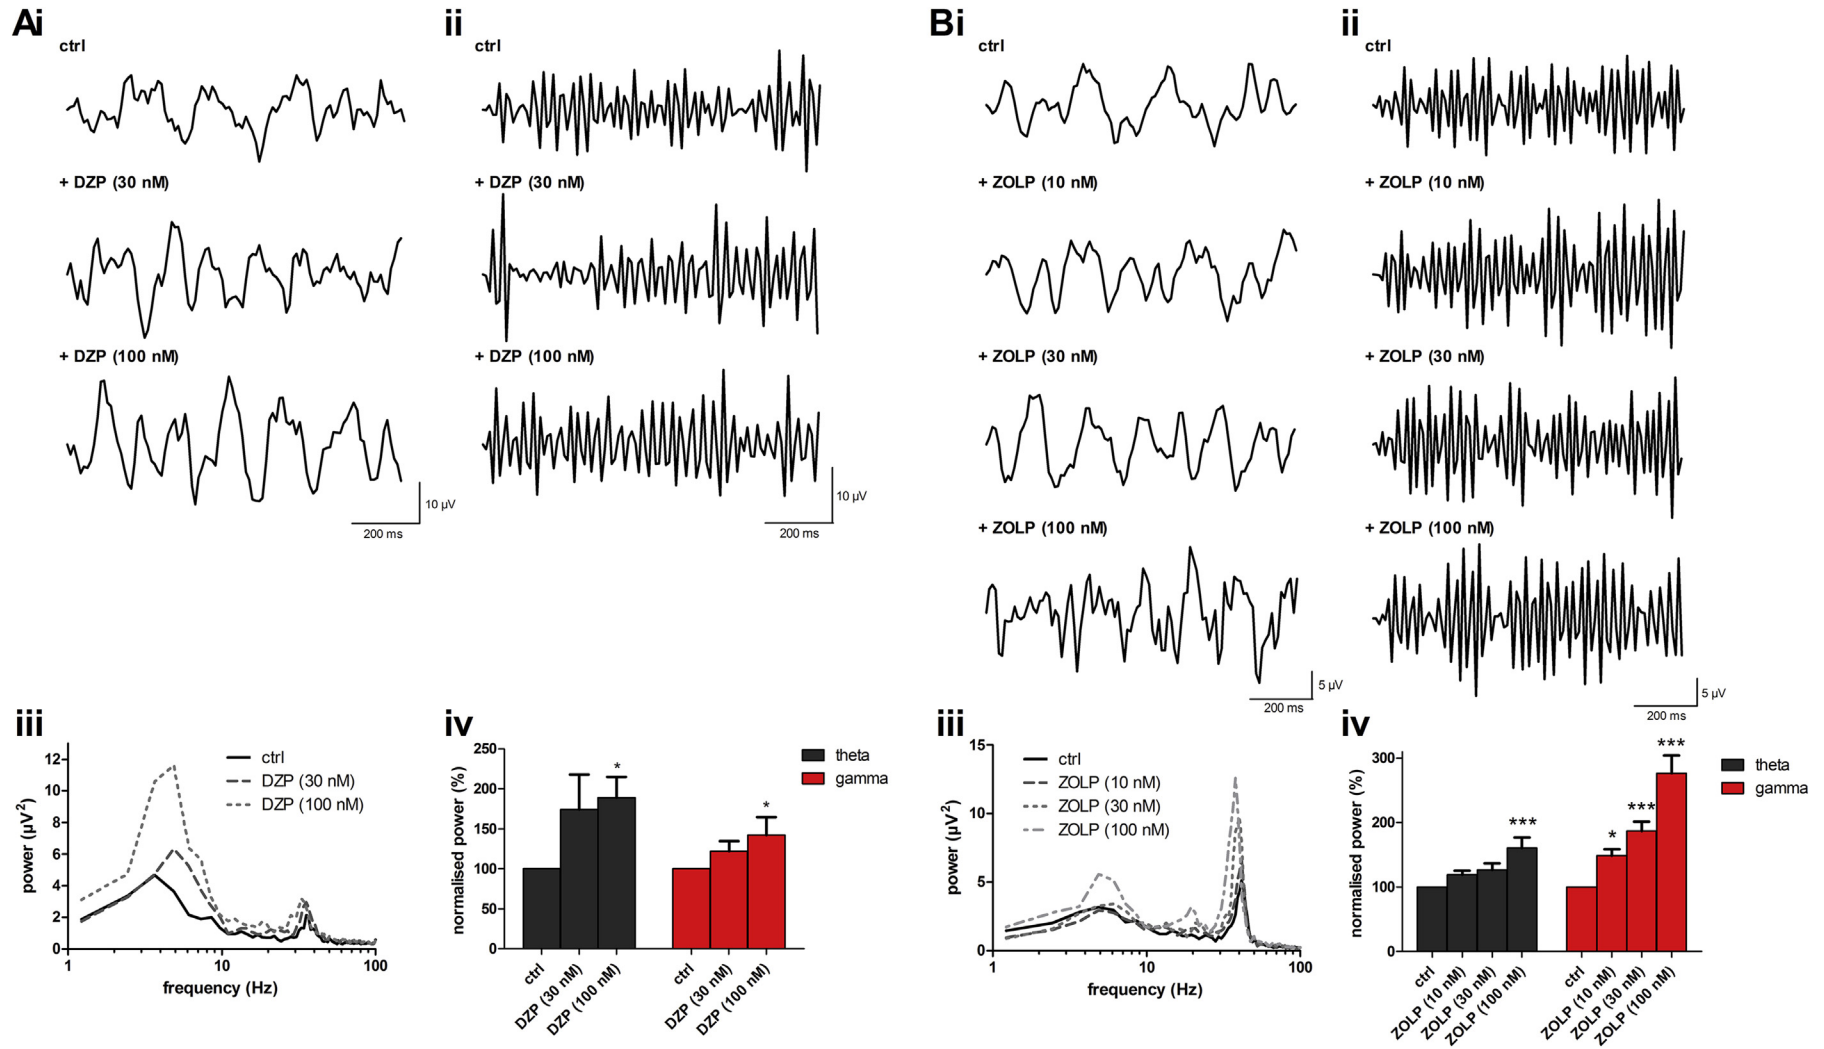 Ai
ctrl
+ DZP (30 nM)
+ DZP (100 nM)
10 µV
200 ms
ii
ctrl
+ DZP (30 nM)
+ DZP (100 nM)
10 µV
200 ms
Bi
ctrl
+ ZOLP (10 nM)
+ ZOLP (30 nM)
+ ZOLP (100 nM)
5 µV
200 ms
ii
ctrl
+ ZOLP (10 nM)
+ ZOLP (30 nM)
+ ZOLP (100 nM)
5 µV
200 ms
iii
power (µV²)
12
10
8
6
4
2
0
1 10 100
frequency (Hz)
ctrl
DZP (30 nM)
DZP (100 nM)
iv
normalised power (%)
250
200
150
100
50
0
*
*
theta
gamma
ctrl
DZP (30 nM)
DZP (100 nM)
ctrl
DZP (30 nM)
DZP (100 nM)
iii
power (µV²)
15
10
5
0
1 10 100
frequency (Hz)
ctrl
ZOLP (10 nM)
ZOLP (30 nM)
ZOLP (100 nM)
iv
normalised power (%)
300
200
100
0
***
*
***
***
theta
gamma
ctrl
ZOLP (10 nM)
ZOLP (30 nM)
ZOLP (100 nM)
ctrl
ZOLP (10 nM)
ZOLP (30 nM)
ZOLP (100 nM)